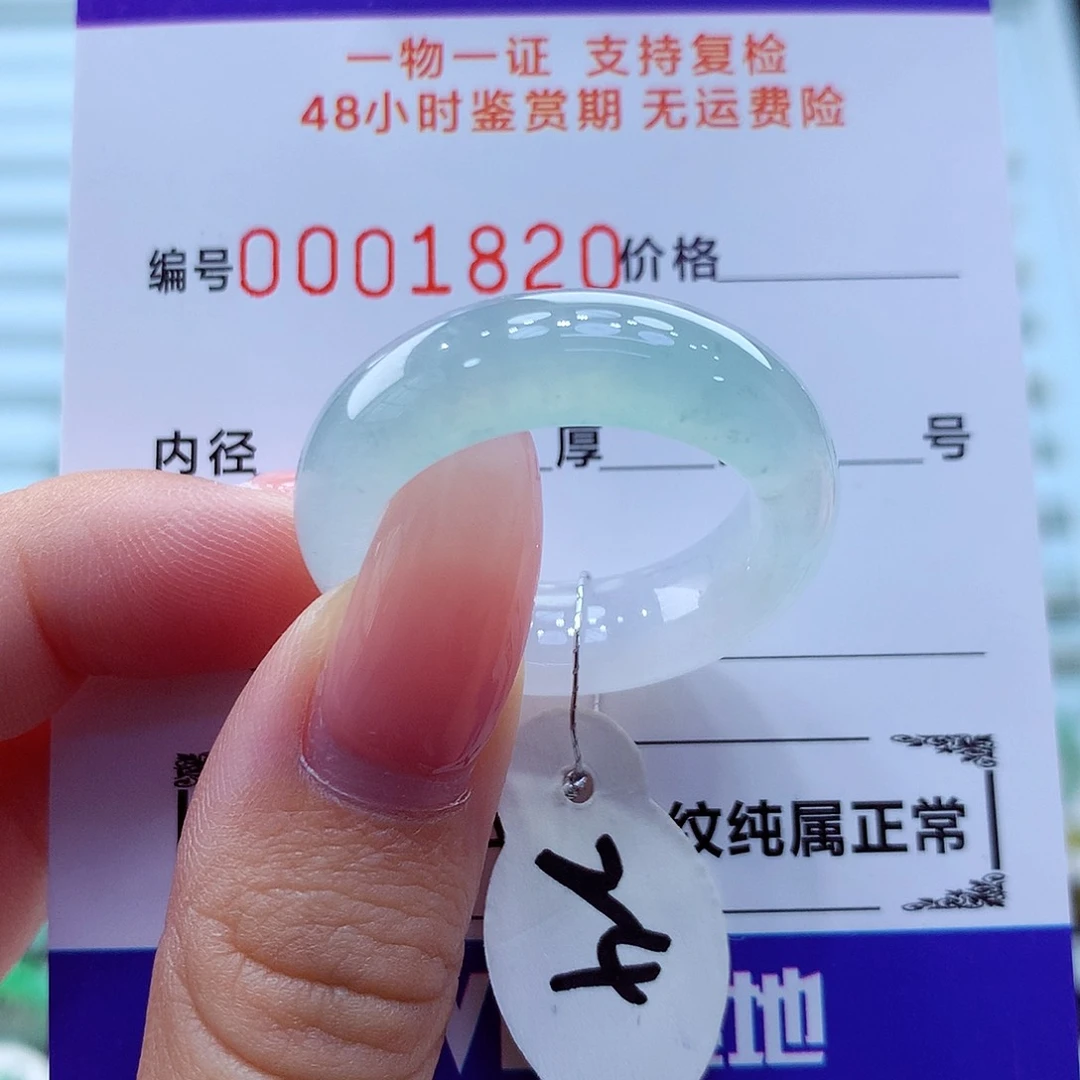 一物一证 支持复检
48小时鉴赏期 无运费险
编号0001820价格
内径 厚 号
纹纯属正常
地